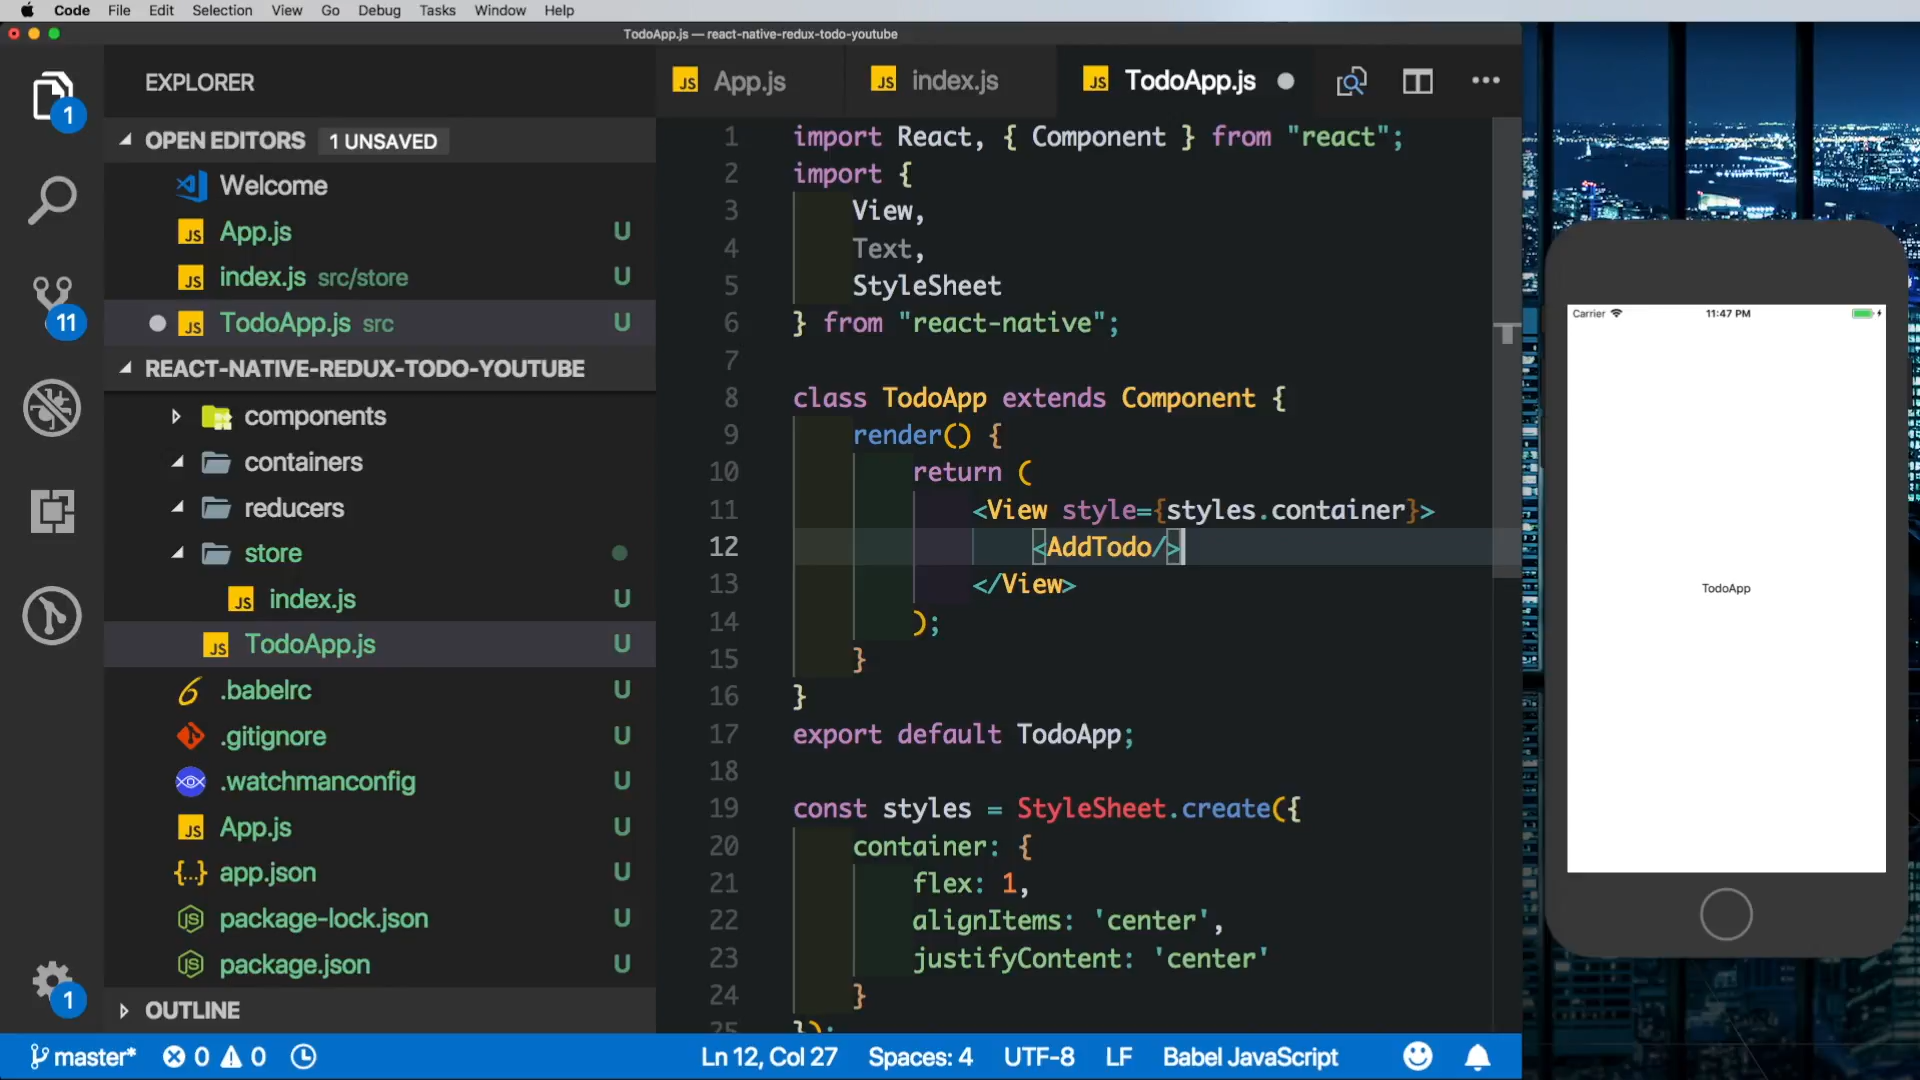 Code File Edit Selection View Go Debug Tasks Window Help
TodoApp.js — react-native-redux-todo-youtube
EXPLORER
1
OPEN EDITORS 1 UNSAVED
Welcome
App.js U
index.js src/store U
TodoApp.js src U
11
REACT-NATIVE-REDUX-TODO-YOUTUBE
components
containers
reducers
store
index.js U
TodoApp.js U
.babelrc U
.gitignore U
.watchmanconfig U
App.js U
app.json U
package-lock.json U
package.json U
1
OUTLINE
App.js index.js TodoApp.js
1 import React, { Component } from "react";
2 import {
3 View,
4 Text,
5 StyleSheet
6 } from "react-native";
7
8 class TodoApp extends Component {
9 render() {
10 return (
11 <View style={styles.container}>
12 <AddTodo/>
13 </View>
14 );
15 }
16 }
17 export default TodoApp;
18
19 const styles = StyleSheet.create({
20 container: {
21 flex: 1,
22 alignItems: 'center',
23 justifyContent: 'center'
24 }
25 });
Carrier 11:47 PM
TodoApp
master* 0 0 Ln 12, Col 27 Spaces: 4 UTF-8 LF Babel JavaScript